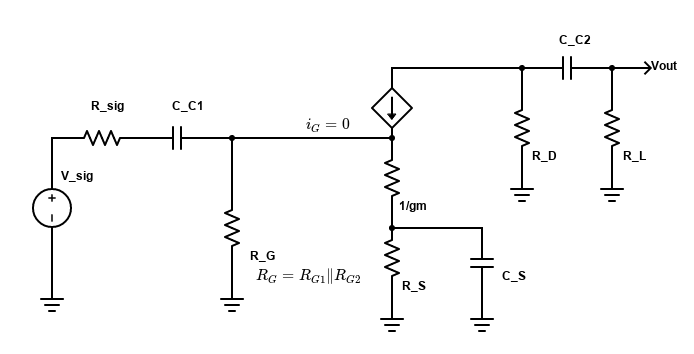 C_C2
Vout
R_sig
C_C1
i_G = 0
R_D
R_L
V_sig
1/gm
R_G
R_G = R_{G1} \| R_{G2}
R_S
C_S